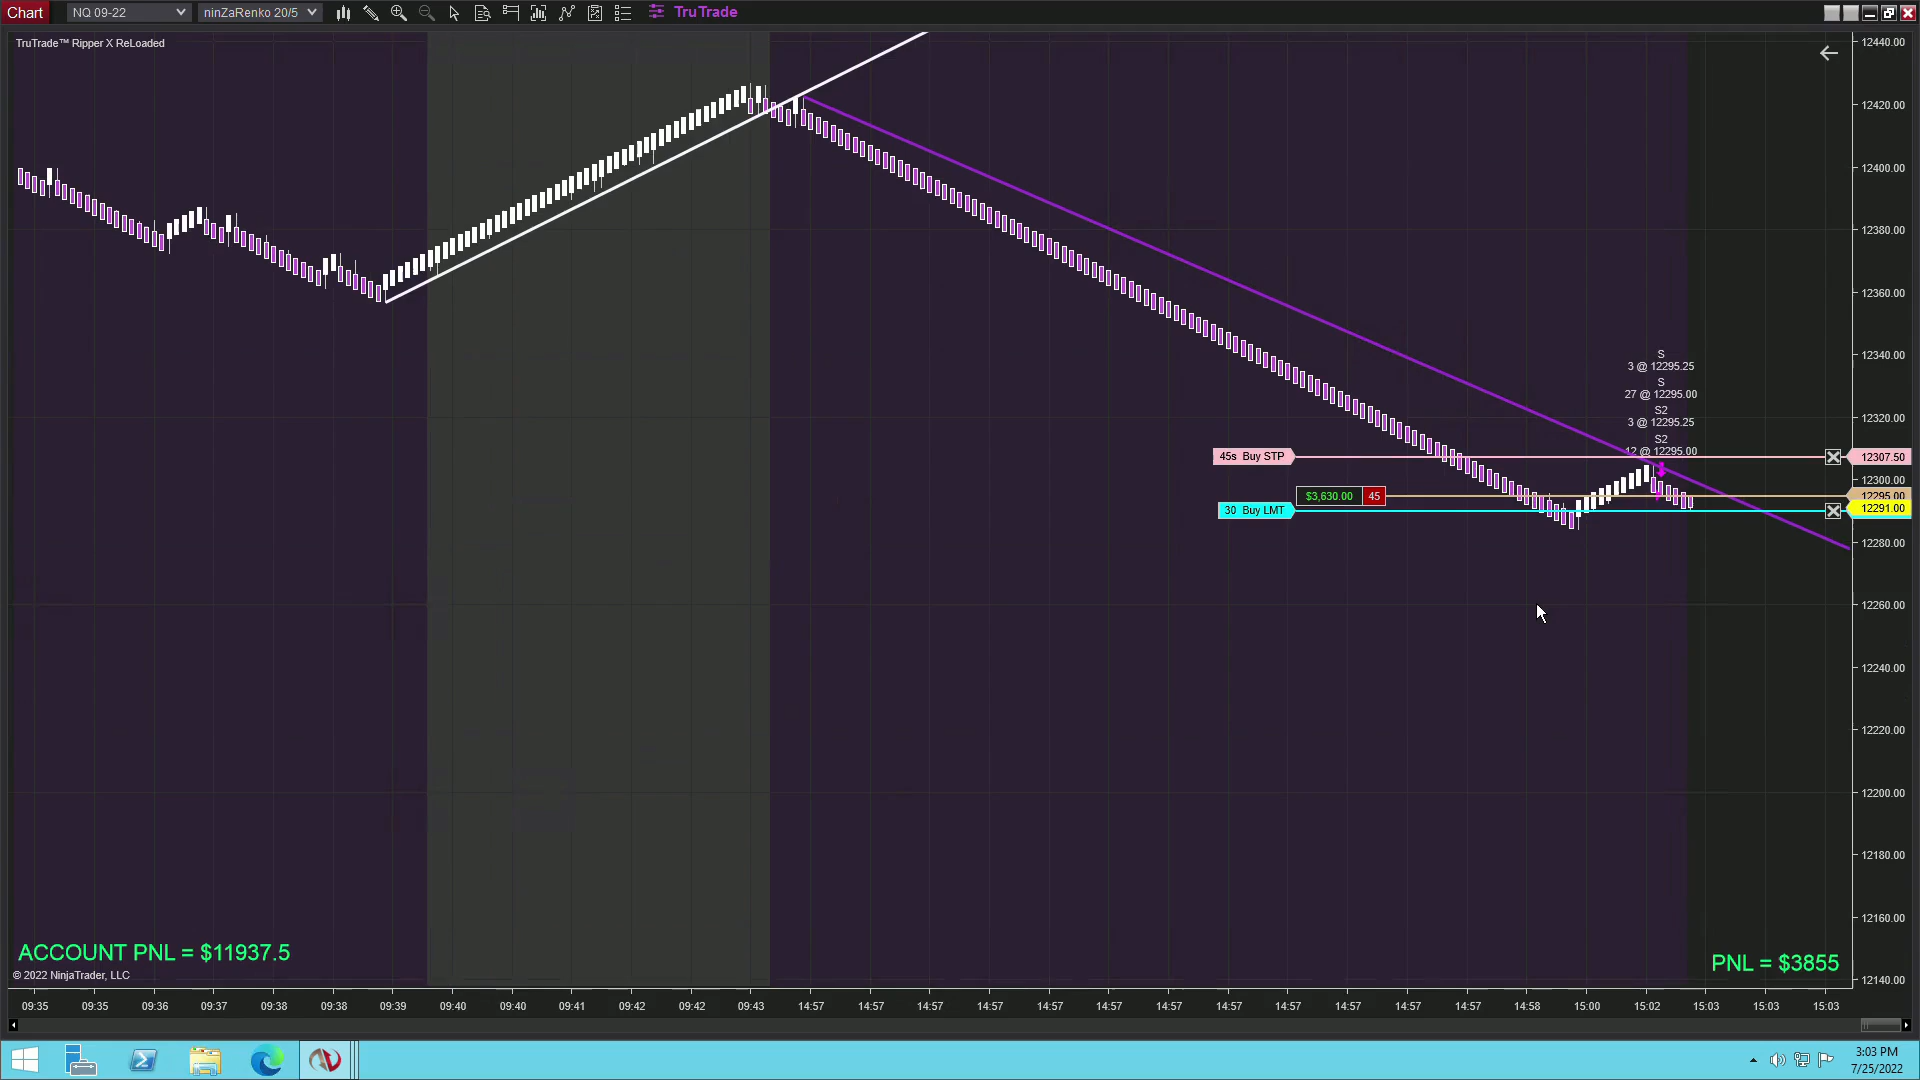 Chart NQ 09-22 ninZaRenko 20/5 TruTrade
TruTrade™ Ripper X ReLoaded
12440.00
12420.00
12400.00
12380.00
12360.00
12340.00
S
3 @ 12295.25
S
27 @ 12295.00
S2
3 @ 12295.25
S2
12 @ 12295.00
12320.00
45s Buy STP
12307.50
12300.00
$3,630.00 45
12295.00
30 Buy LMT
12291.00
12280.00
12260.00
12240.00
12220.00
12200.00
12180.00
12160.00
12140.00
ACCOUNT PNL = $11937.5
PNL = $3855
© 2022 NinjaTrader, LLC
09:35 09:35 09:36 09:37 09:38 09:38 09:39 09:40 09:40 09:41 09:42 09:42 09:43 14:57 14:57 14:57 14:57 14:57 14:57 14:57 14:57 14:57 14:57 14:57 14:57 14:58 15:00 15:02 15:03 15:03 15:03
3:03 PM
7/25/2022